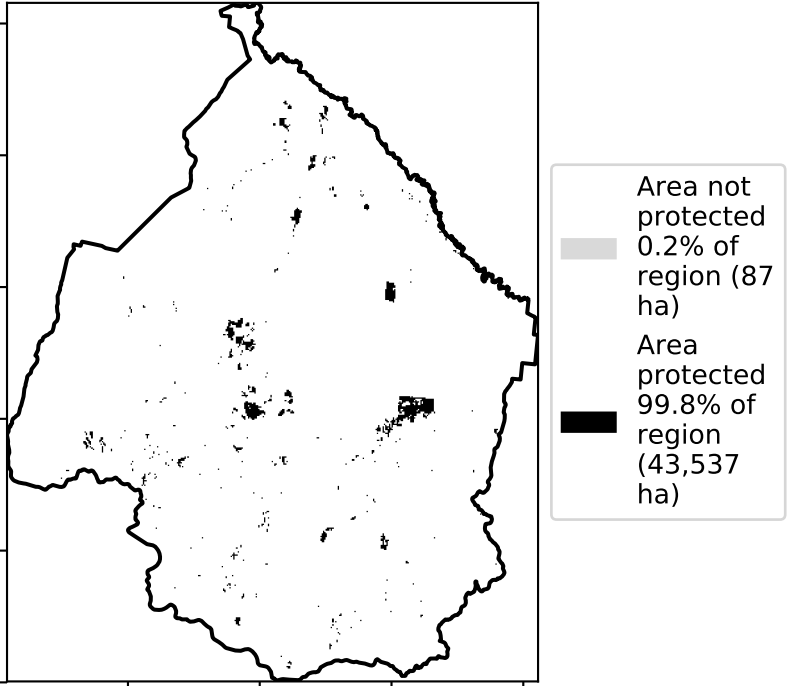 Area not
protected
0.2% of
region (87
ha)
Area
protected
99.8% of
region
(43,537
ha)